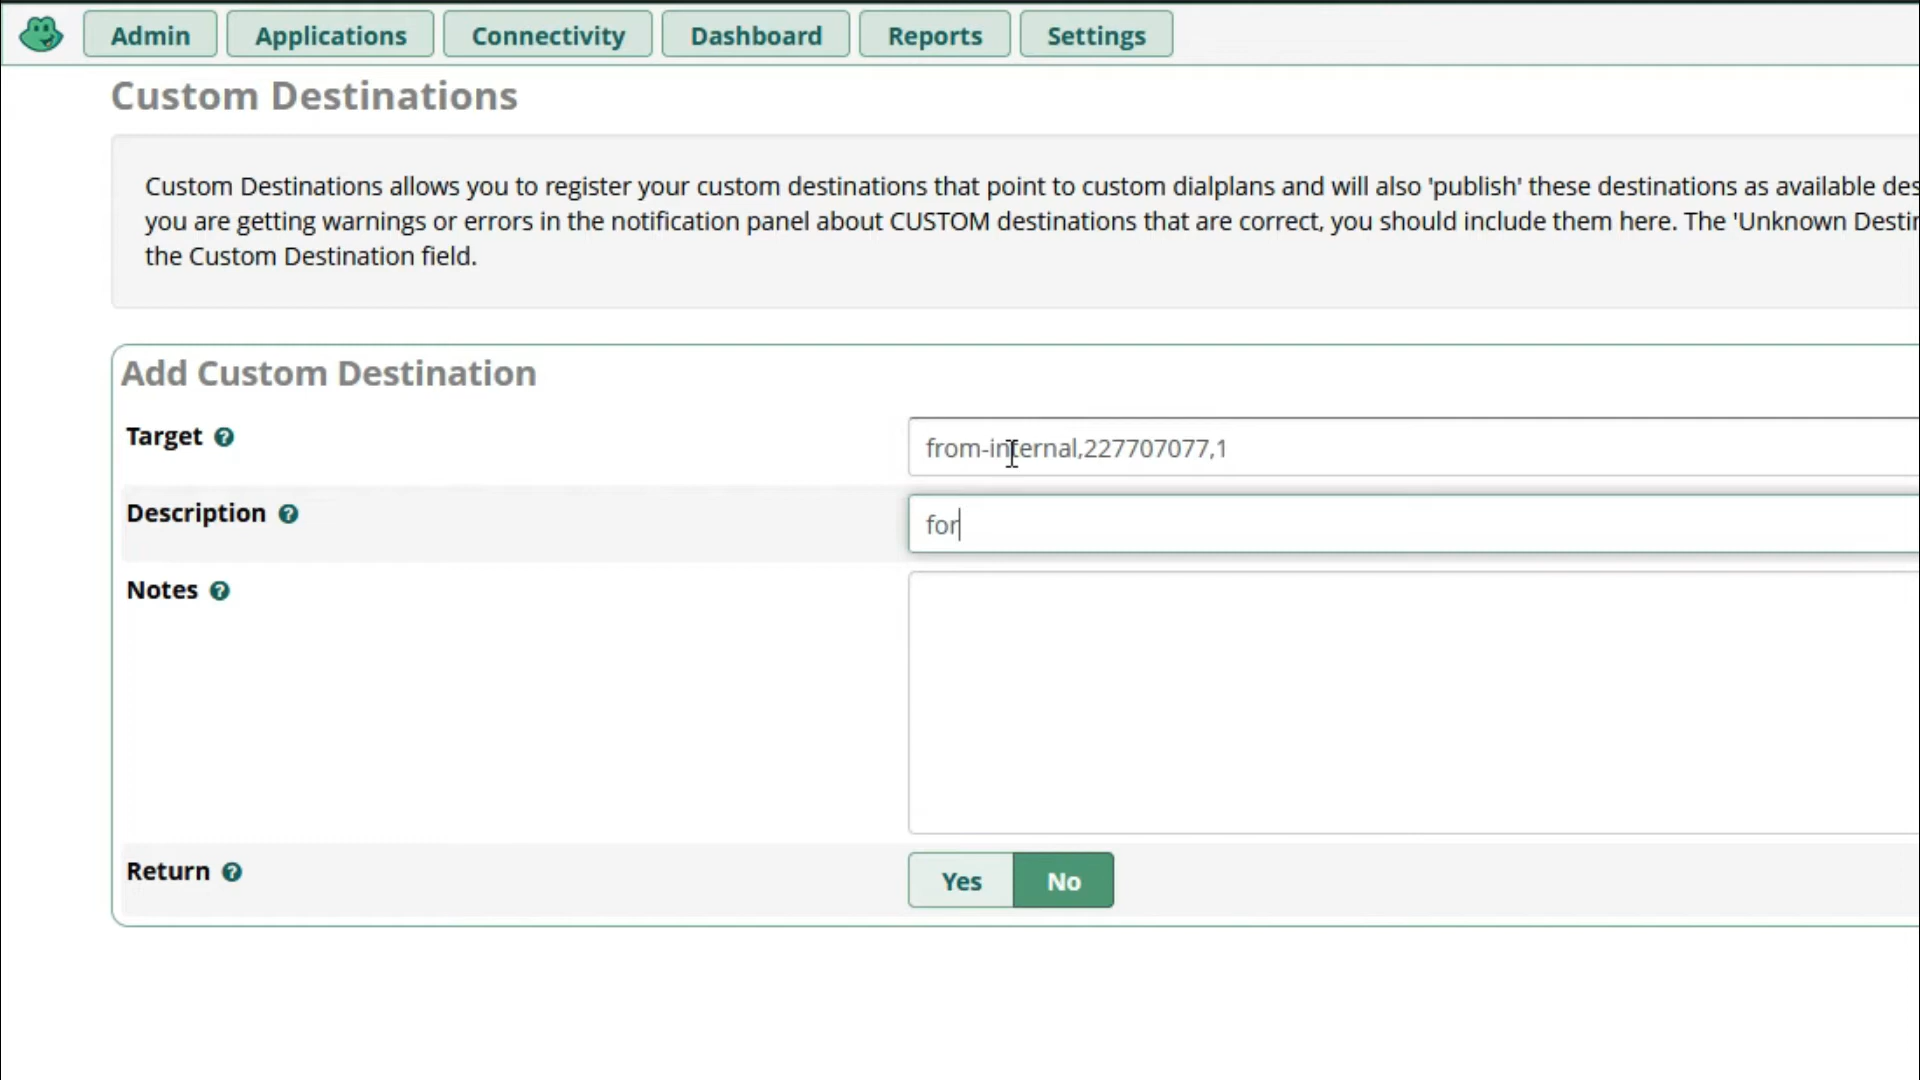 Admin Applications Connectivity Dashboard Reports Settings
Custom Destinations
Custom Destinations allows you to register your custom destinations that point to custom dialplans and will also 'publish' these destinations as available des
you are getting warnings or errors in the notification panel about CUSTOM destinations that are correct, you should include them here. The 'Unknown Destin
the Custom Destination field.
Add Custom Destination
Target
from-internal,227707077,1
Description
for
Notes
Return
Yes No